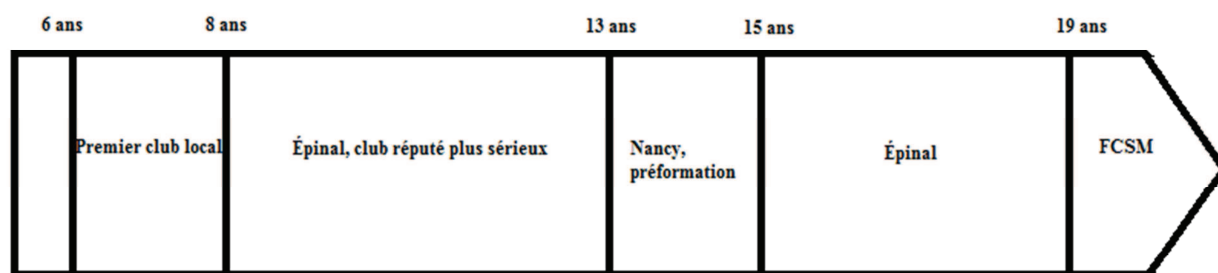 6 ans 8 ans 13 ans 15 ans 19 ans
Premier club local
Épinal, club réputé plus sérieux
Nancy,
préformation
Épinal
FCSM